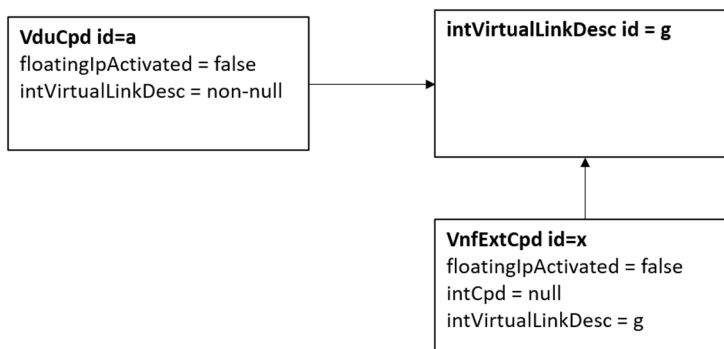 VduCpd id=a
floatingIpActivated = false
intVirtualLinkDesc = non-null
intVirtualLinkDesc id = g
VnfExtCpd id=x
floatingIpActivated = false
intCpd = null
intVirtualLinkDesc = g